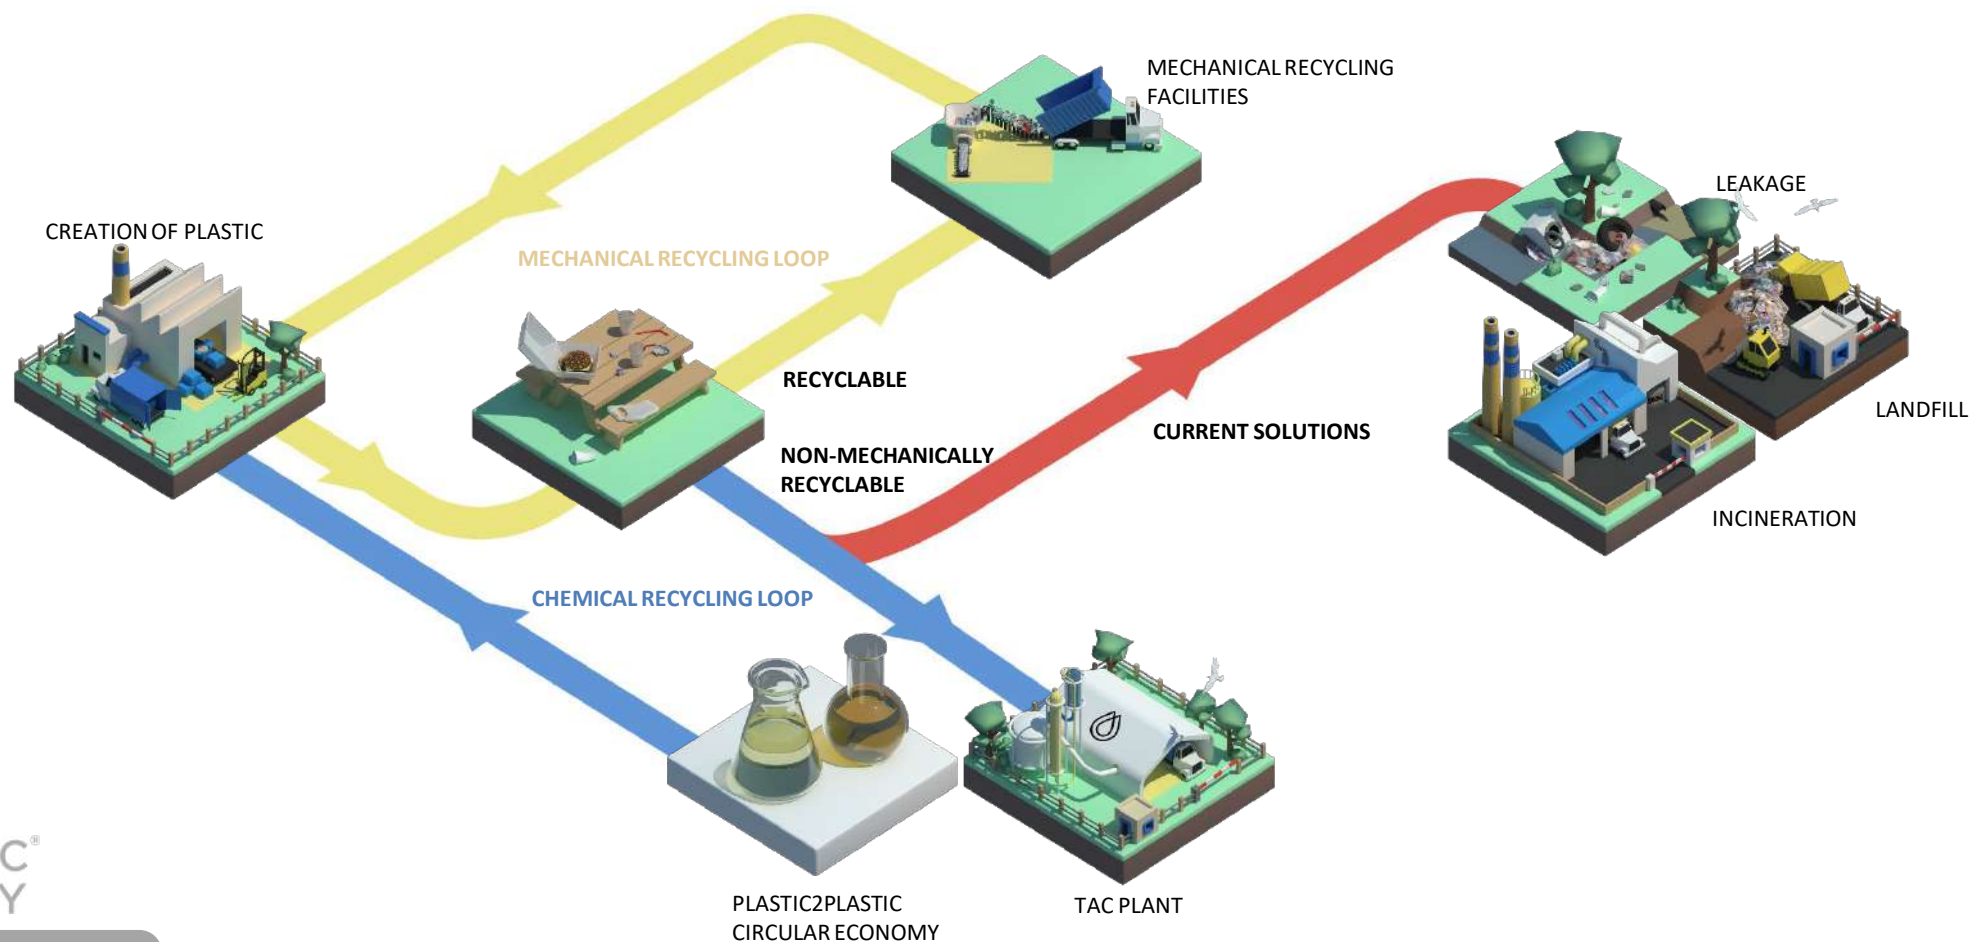 MECHANICAL RECYCLING
FACILITIES
LEAKAGE
CREATION OF PLASTIC
MECHANICAL RECYCLING LOOP
RECYCLABLE
LANDFILL
CURRENT SOLUTIONS
NON-MECHANICALLY
RECYCLABLE
INCINERATION
CHEMICAL RECYCLING LOOP
C®
Y
PLASTIC2PLASTIC
CIRCULAR ECONOMY
TAC PLANT